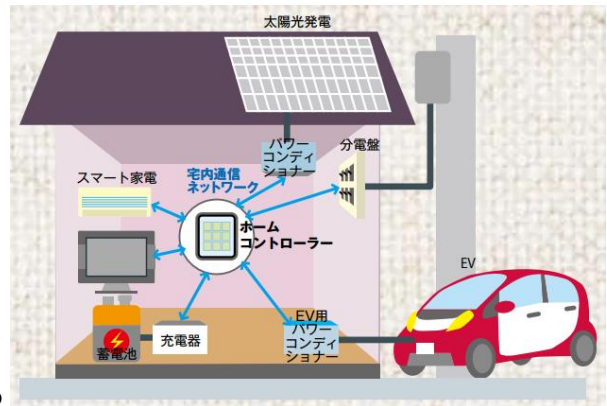 太陽光発電
パワー
コンディ
ショナー
分電盤
スマート家電
宅内通信
ネットワーク
ホーム
コントローラー
EV
EV用
パワー
コンディ
ショナー
充電器
蓄電池